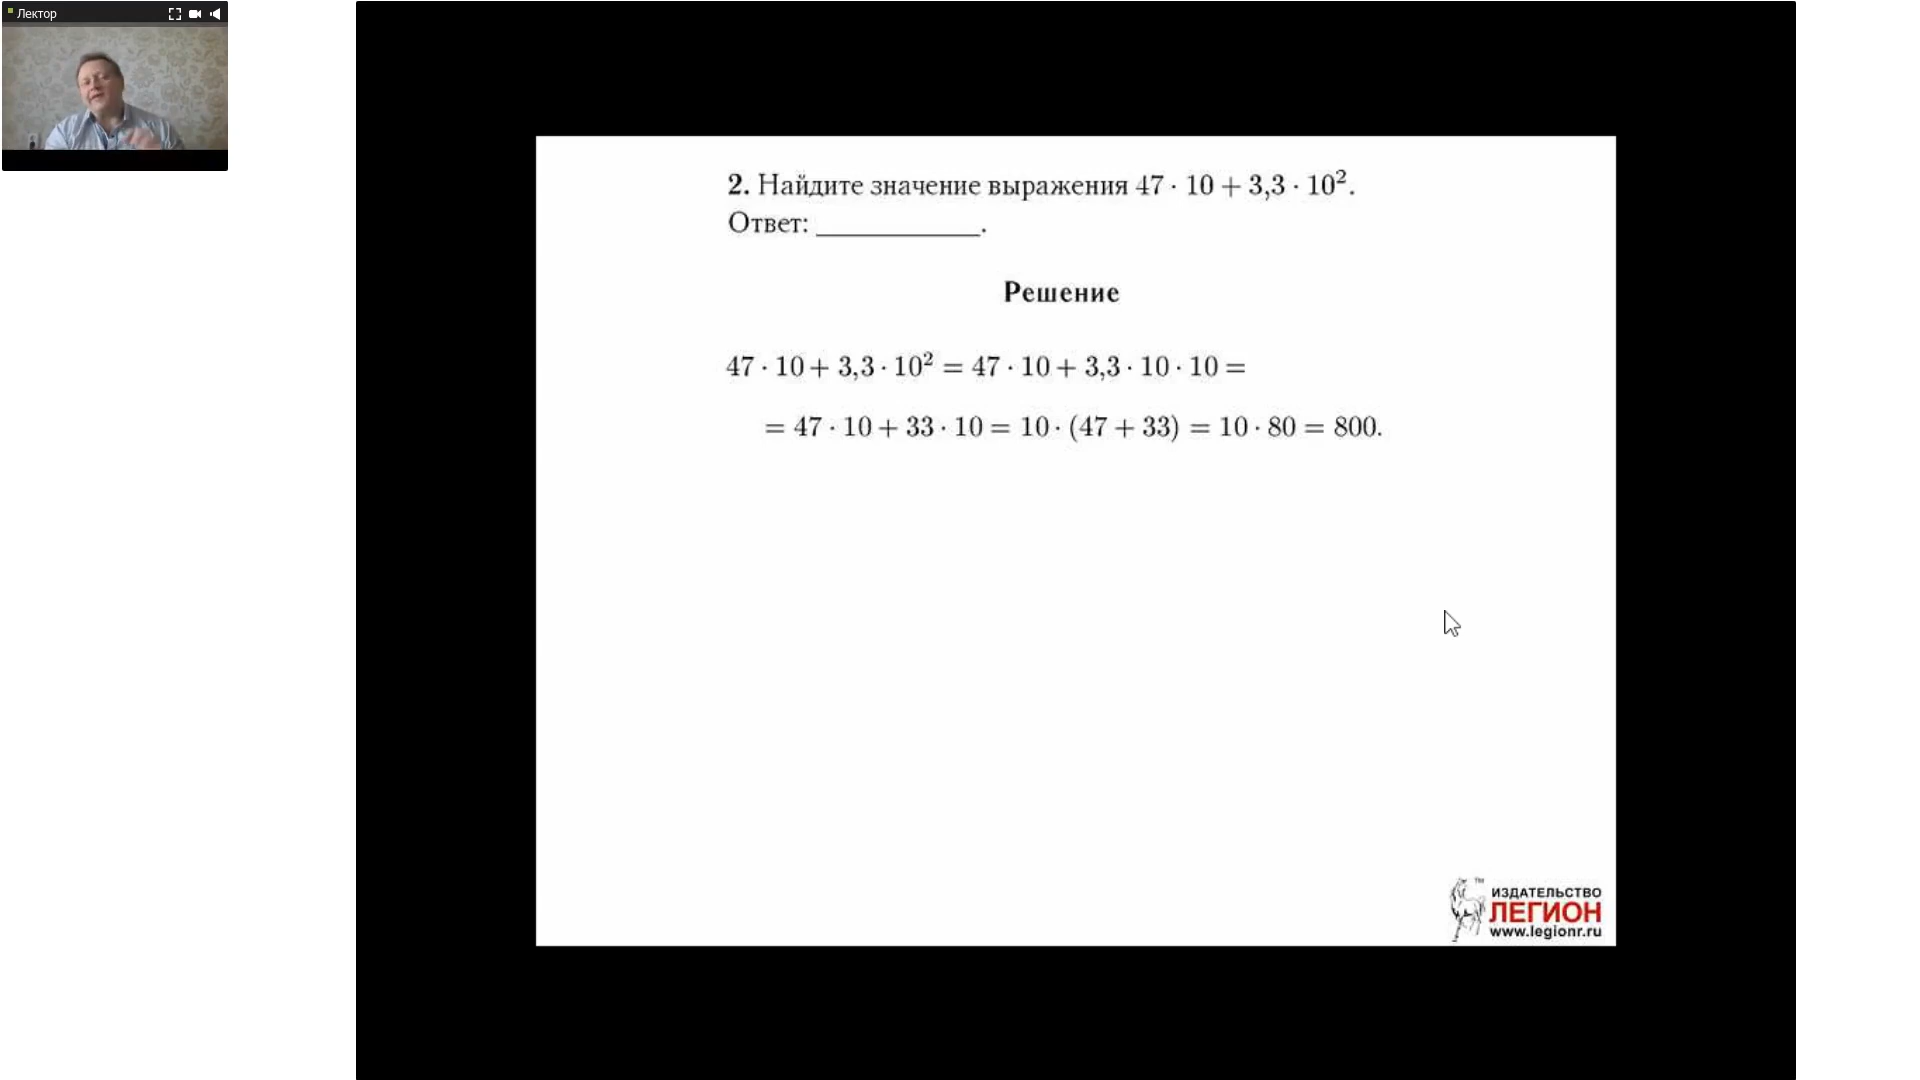 Лектор
2. Найдите значение выражения 47 · 10 + 3,3 · 10².
Ответ: ____________.
Решение
47 · 10 + 3,3 · 10² = 47 · 10 + 3,3 · 10 · 10 =
= 47 · 10 + 33 · 10 = 10 · (47 + 33) = 10 · 80 = 800.
TM
ИЗДАТЕЛЬСТВО
ЛЕГИОН
www.legionr.ru